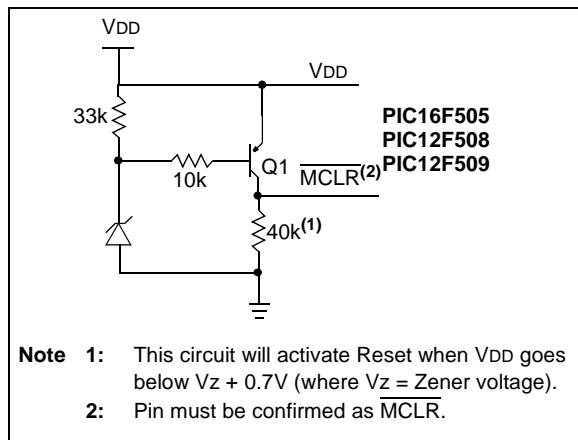 VDD
VDD
33k
PIC16F505
PIC12F508
PIC12F509
Q1
MCLR(2)
10k
40k(1)
Note 1: This circuit will activate Reset when VDD goes
below Vz + 0.7V (where Vz = Zener voltage).
2: Pin must be confirmed as MCLR.